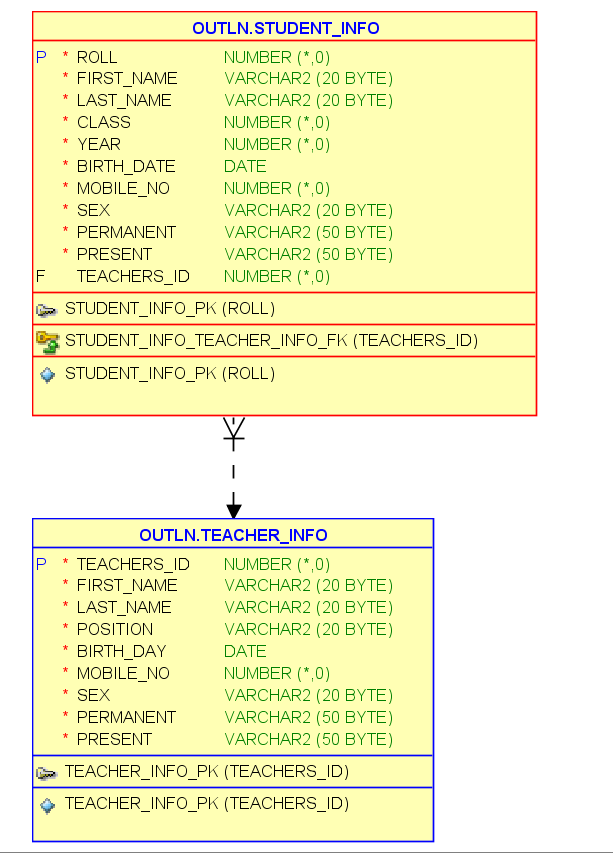 OUTLN.STUDENT_INFO
P * ROLL NUMBER (*,0)
* FIRST_NAME VARCHAR2 (20 BYTE)
* LAST_NAME VARCHAR2 (20 BYTE)
* CLASS NUMBER (*,0)
* YEAR NUMBER (*,0)
* BIRTH_DATE DATE
* MOBILE_NO NUMBER (*,0)
* SEX VARCHAR2 (20 BYTE)
* PERMANENT VARCHAR2 (50 BYTE)
* PRESENT VARCHAR2 (50 BYTE)
F TEACHERS_ID NUMBER (*,0)
STUDENT_INFO_PK (ROLL)
STUDENT_INFO_TEACHER_INFO_FK (TEACHERS_ID)
STUDENT_INFO_PK (ROLL)
OUTLN.TEACHER_INFO
P * TEACHERS_ID NUMBER (*,0)
* FIRST_NAME VARCHAR2 (20 BYTE)
* LAST_NAME VARCHAR2 (20 BYTE)
* POSITION VARCHAR2 (20 BYTE)
* BIRTH_DAY DATE
* MOBILE_NO NUMBER (*,0)
* SEX VARCHAR2 (20 BYTE)
* PERMANENT VARCHAR2 (50 BYTE)
* PRESENT VARCHAR2 (50 BYTE)
TEACHER_INFO_PK (TEACHERS_ID)
TEACHER_INFO_PK (TEACHERS_ID)